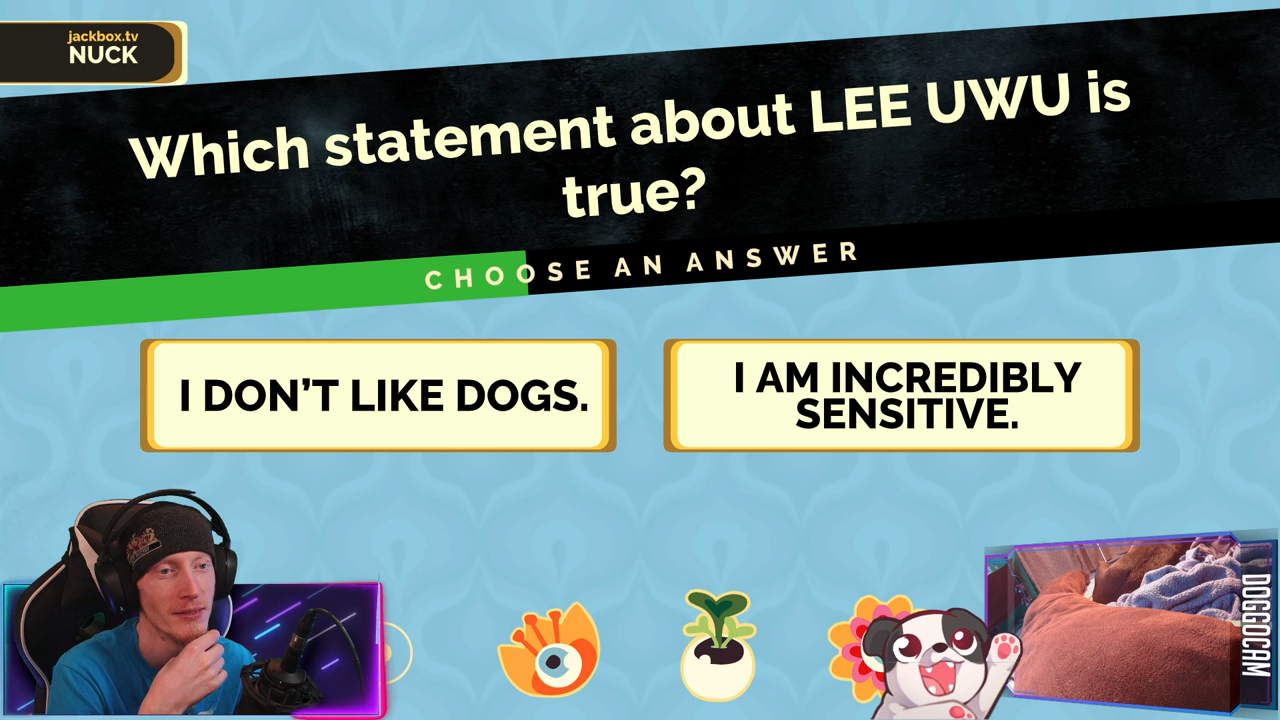 jackbox.tv
NUCK
Which statement about LEE UWU is
true?
CHOOSE AN ANSWER
I DON'T LIKE DOGS.
I AM INCREDIBLY
SENSITIVE.
DOGGOCAM